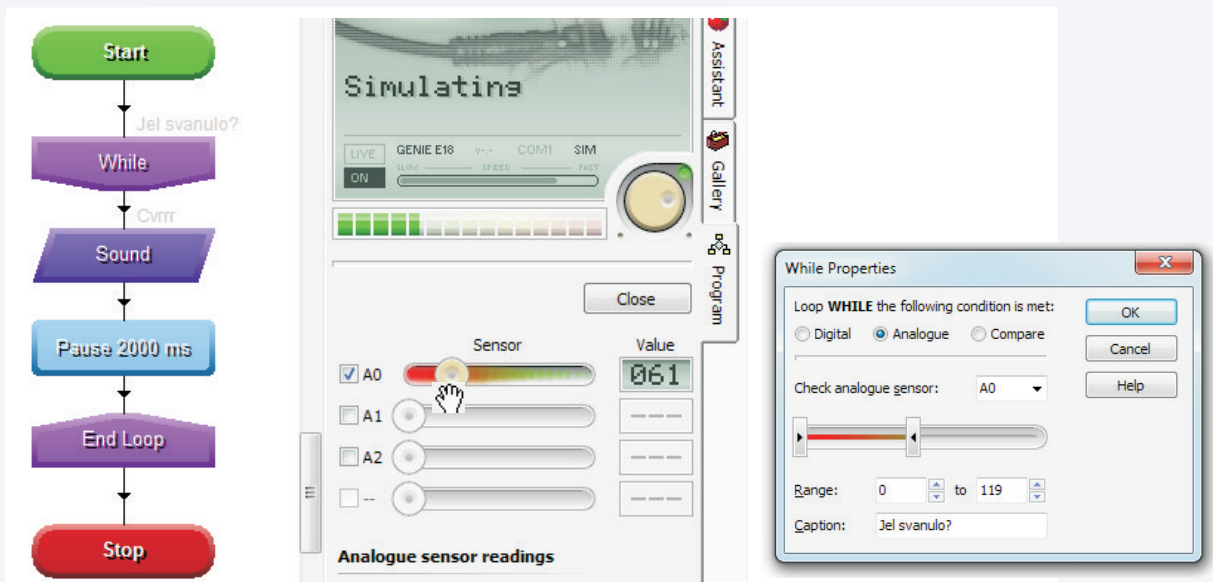 Start
Jel svanulo?
While
Cvrrr
Sound
Pause 2000 ms
End Loop
Stop
Simulating
LIVE GENIE E18 v-.- COM1 SIM
ON SLOW SPEED FAST
Assistant
Gallery
Program
Close
Sensor Value
A0 061
A1 ---
A2 ---
-- ---
Analogue sensor readings
While Properties
Loop WHILE the following condition is met:
Digital Analogue Compare
Check analogue sensor: A0
Range: 0 to 119
Caption: Jel svanulo?
OK
Cancel
Help